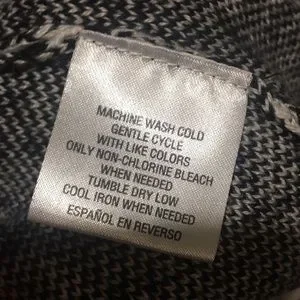 MACHINE WASH COLD
GENTLE CYCLE
WITH LIKE COLORS
ONLY NON-CHLORINE BLEACH
WHEN NEEDED
TUMBLE DRY LOW
COOL IRON WHEN NEEDED
ESPAÑOL EN REVERSO